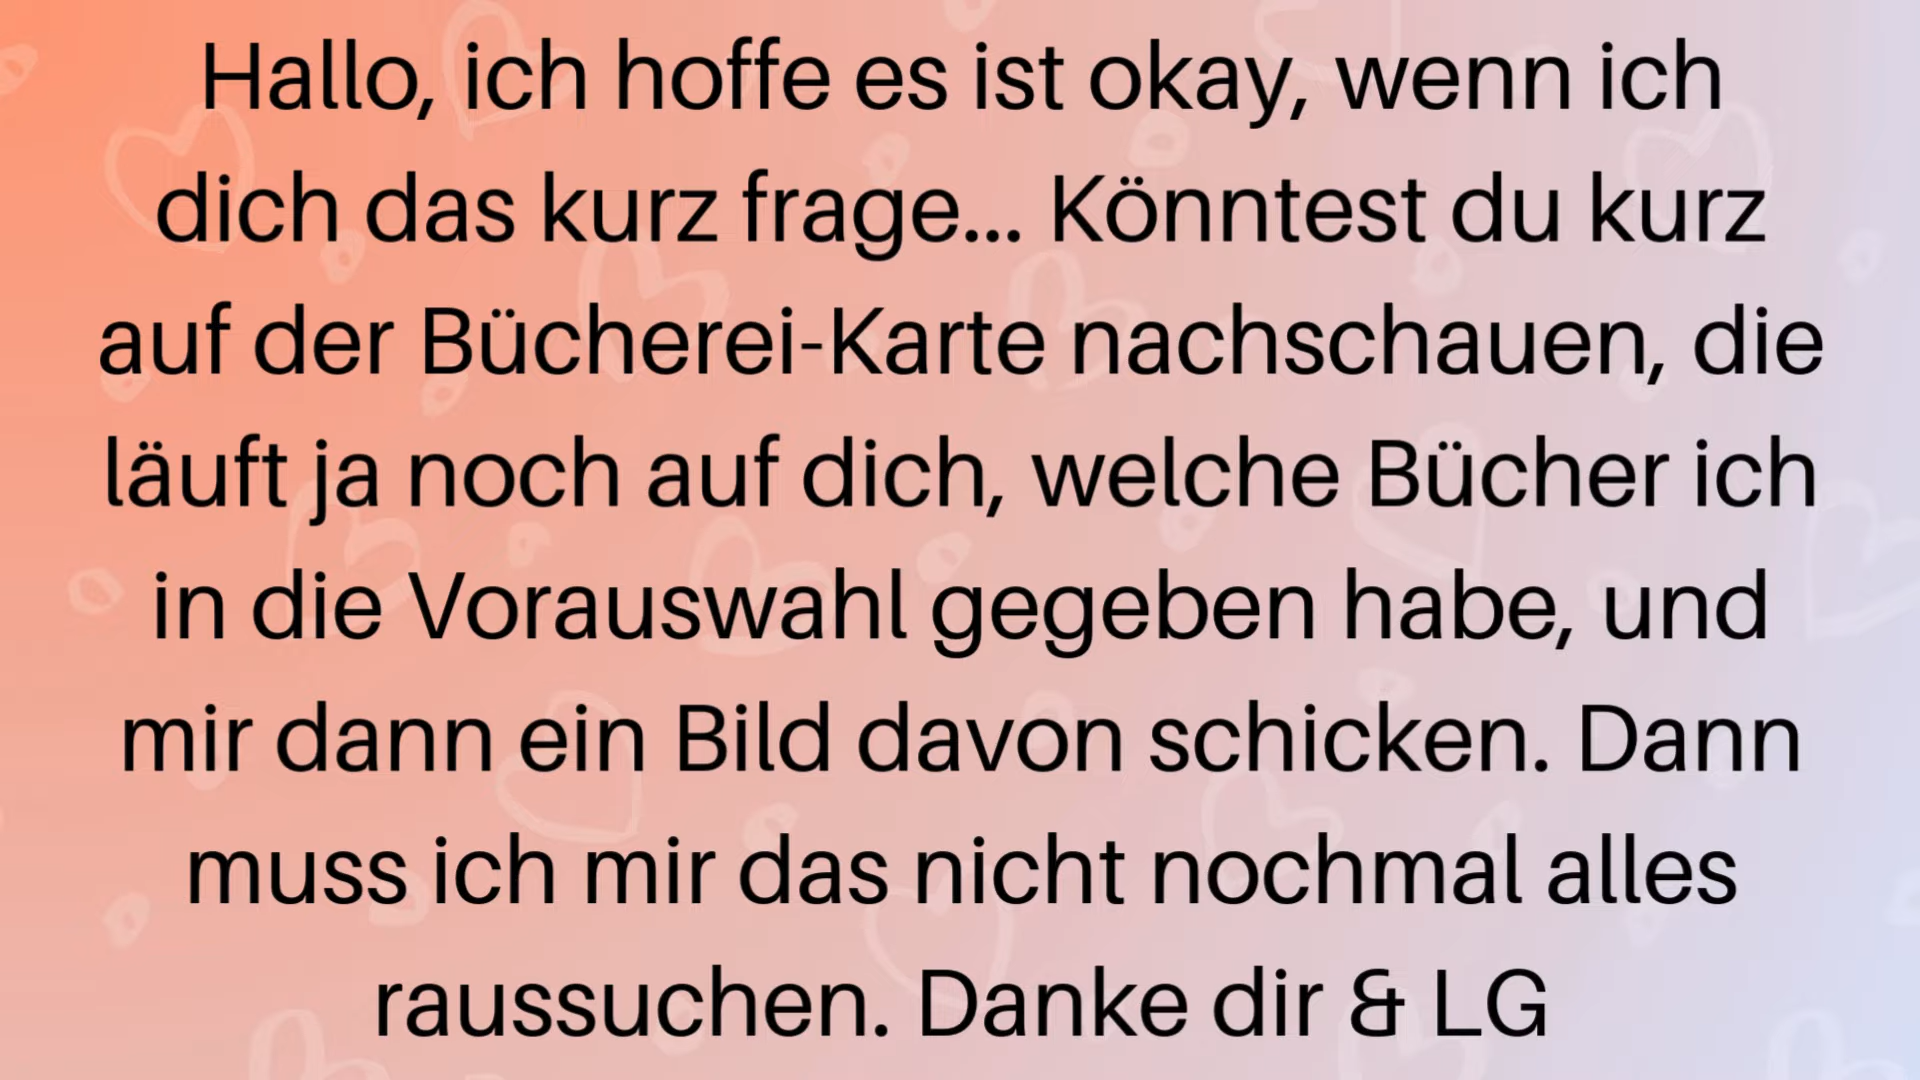 Hallo, ich hoffe es ist okay, wenn ich
dich das kurz frage... Könntest du kurz
auf der Bücherei-Karte nachschauen, die
läuft ja noch auf dich, welche Bücher ich
in die Vorauswahl gegeben habe, und
mir dann ein Bild davon schicken. Dann
muss ich mir das nicht nochmal alles
raussuchen. Danke dir & LG